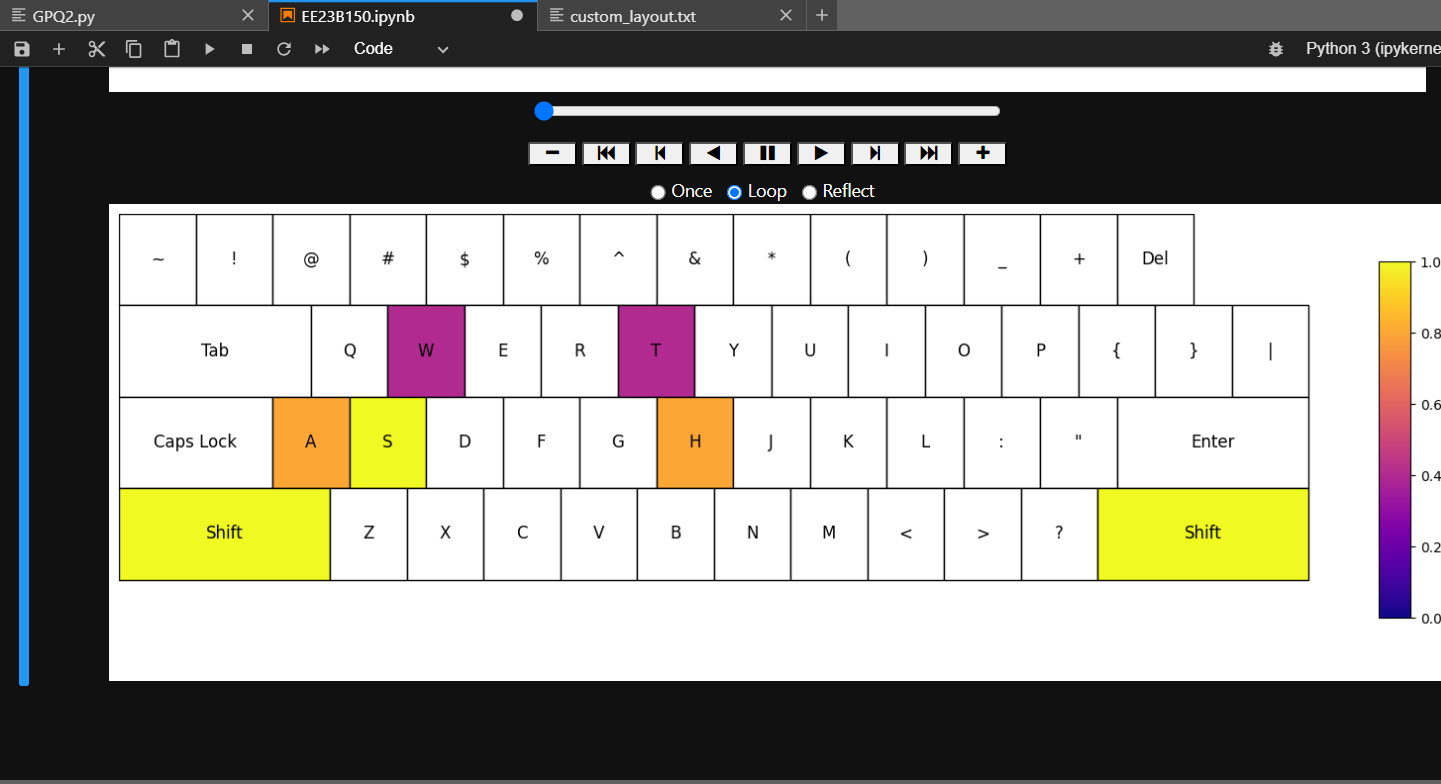 GPQ2.py EE23B150.ipynb custom_layout.txt
Code Python 3 (ipykerne
Once Loop Reflect
~ ! @ # $ % ^ & * ( ) _ + Del
1.0
Tab Q W E R T Y U I O P { } |
0.8
0.6
Caps Lock A S D F G H J K L : " Enter
0.4
Shift Z X C V B N M < > ? Shift
0.2
0.0